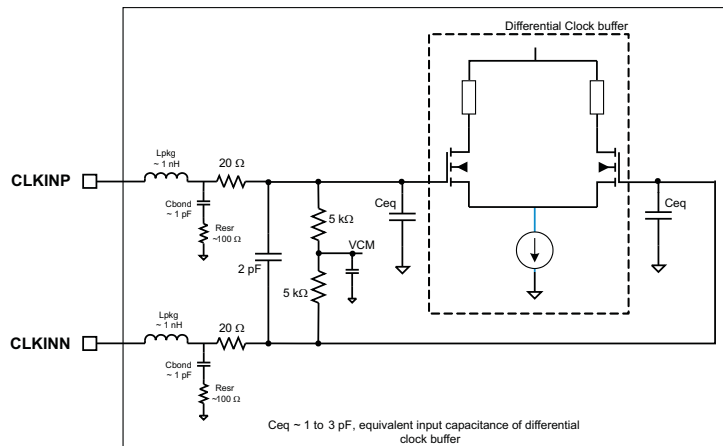 Differential Clock buffer
Lpkg
~ 1 nH
20 Ω
CLKINP
Cbond
~ 1 pF
Resr
~100 Ω
5 kΩ
Ceq
Ceq
VCM
2 pF
5 kΩ
Lpkg
~ 1 nH
20 Ω
CLKINN
Cbond
~ 1 pF
Resr
~100 Ω
Ceq ~ 1 to 3 pF, equivalent input capacitance of differential
clock buffer